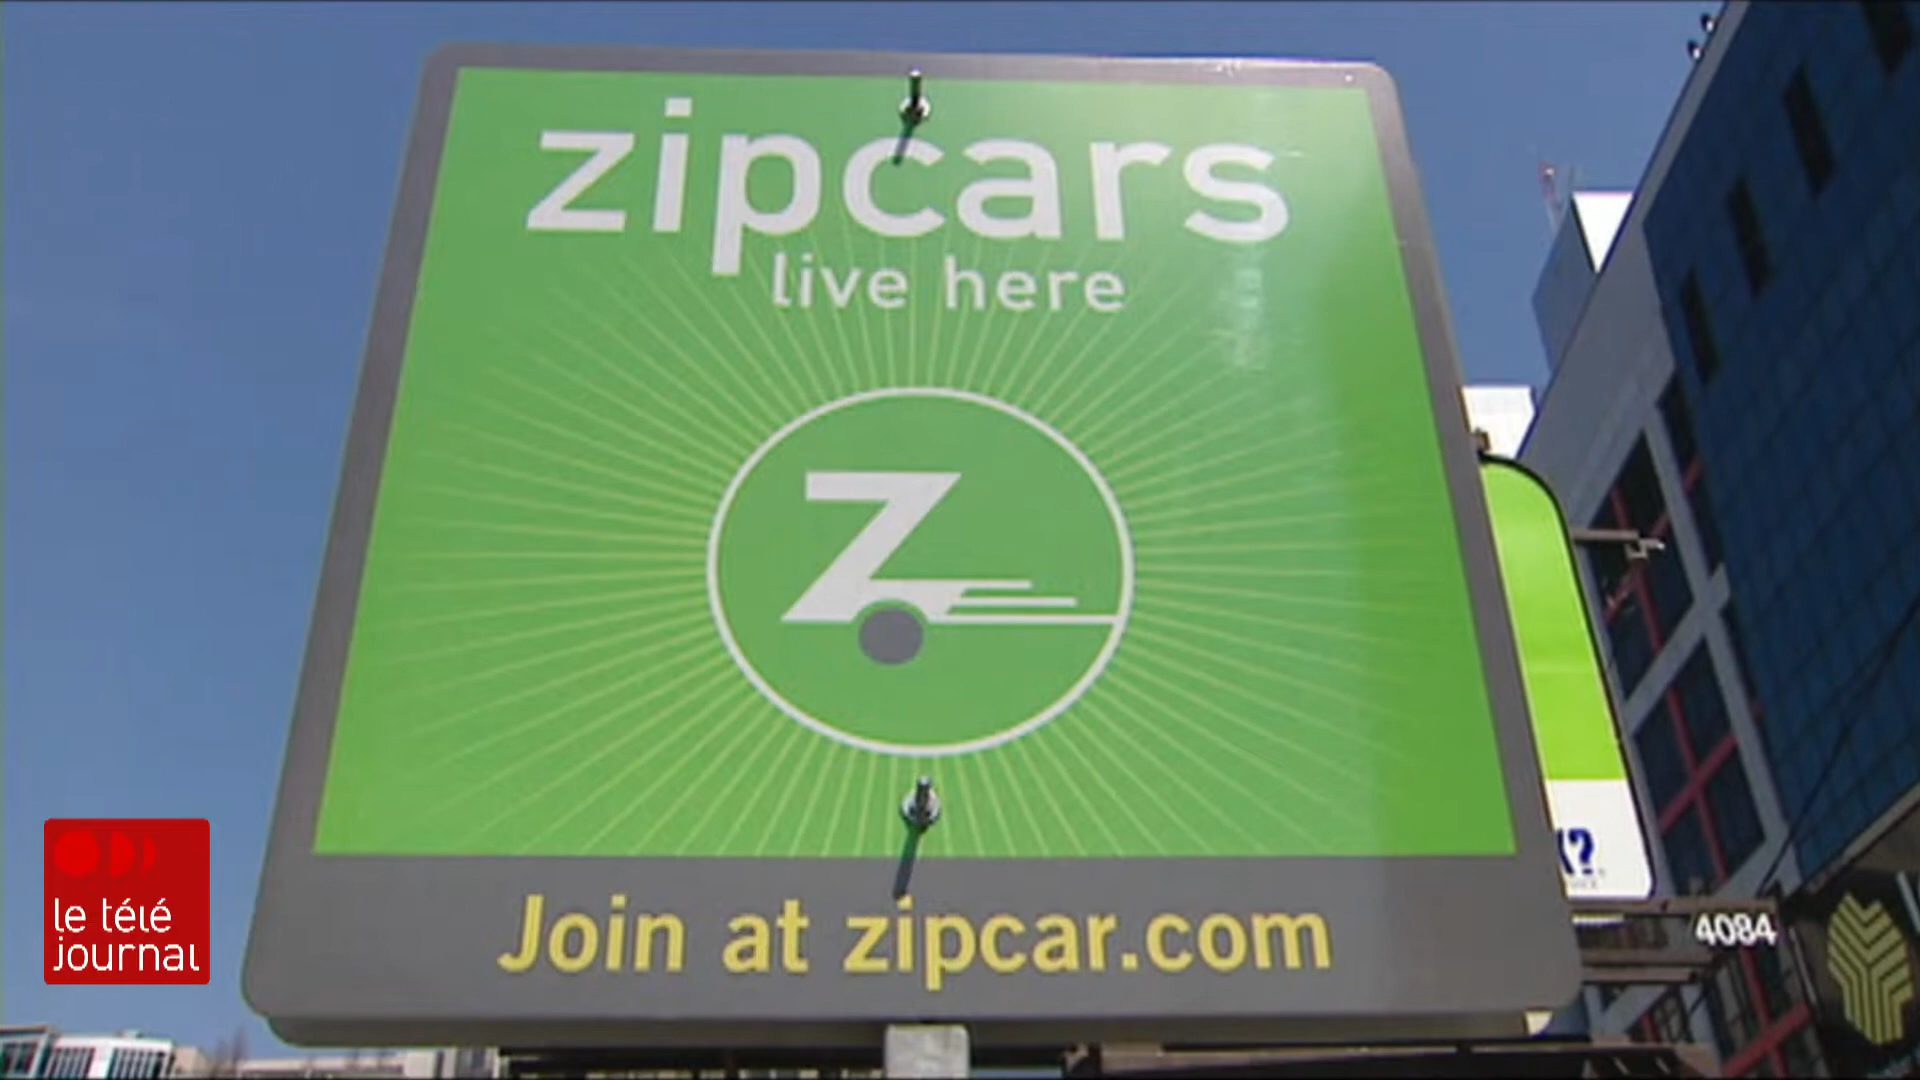 zipcars
live here
Z
Join at zipcar.com
?
4084
le télé
journal